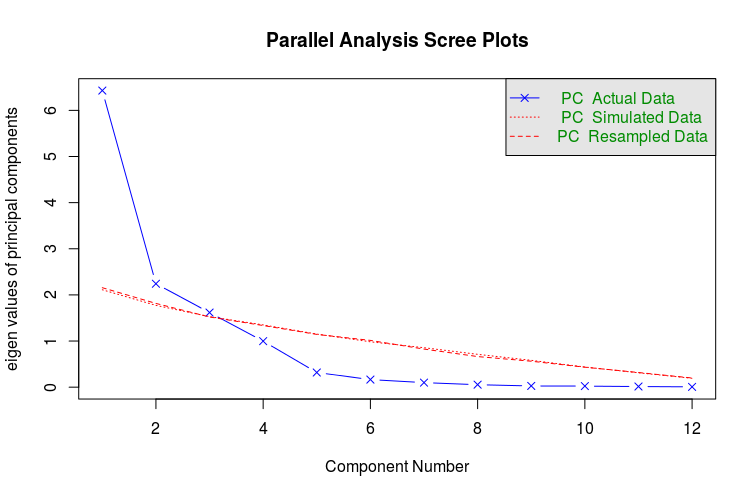 Parallel Analysis Scree Plots
PC Actual Data
PC Simulated Data
PC Resampled Data
eigen values of principal components
6
5
4
3
2
1
0
2 4 6 8 10 12
Component Number